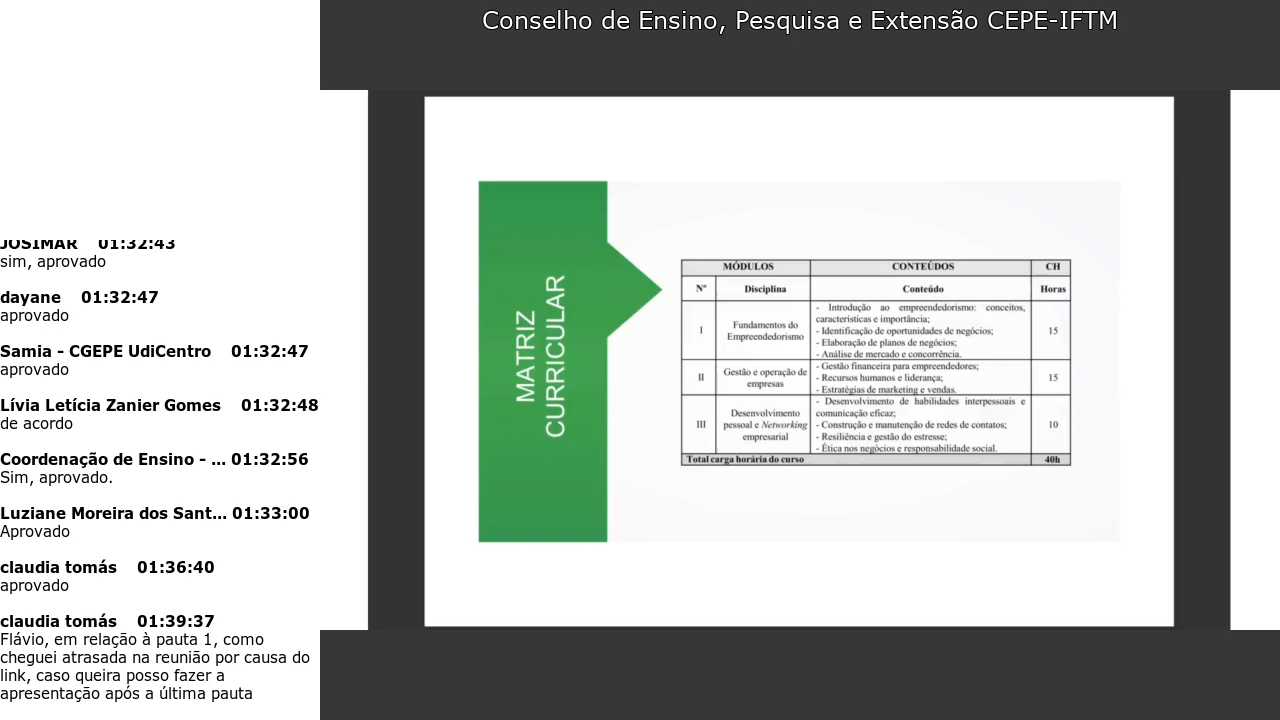 Conselho de Ensino, Pesquisa e Extensão CEPE-IFTM
JOSIMAR 01:32:43
sim, aprovado
dayane 01:32:47
aprovado
Samia - CGEPE UdiCentro 01:32:47
aprovado
Lívia Letícia Zanier Gomes 01:32:48
de acordo
Coordenação de Ensino - ... 01:32:56
Sim, aprovado.
Luziane Moreira dos Sant... 01:33:00
Aprovado
claudia tomás 01:36:40
aprovado
claudia tomás 01:39:37
Flávio, em relação à pauta 1, como
cheguei atrasada na reunião por causa do
link, caso queira posso fazer a
apresentação após a última pauta
MATRIZ
CURRICULAR
MÓDULOS CONTEÚDOS CH
Nº Disciplina Conteúdo Horas
I
Fundamentos do
Empreendedorismo
- Introdução ao empreendedorismo: conceitos,
características e importância;
- Identificação de oportunidades de negócios;
- Elaboração de planos de negócios;
- Análise de mercado e concorrência.
15
II
Gestão e operação de
empresas
- Gestão financeira para empreendedores;
- Recursos humanos e liderança;
- Estratégias de marketing e vendas.
15
III
Desenvolvimento
pessoal e Networking
empresarial
- Desenvolvimento de habilidades interpessoais e
comunicação eficaz;
- Construção e manutenção de redes de contatos;
- Resiliência e gestão do estresse;
- Ética nos negócios e responsabilidade social.
10
Total carga horária do curso 40h